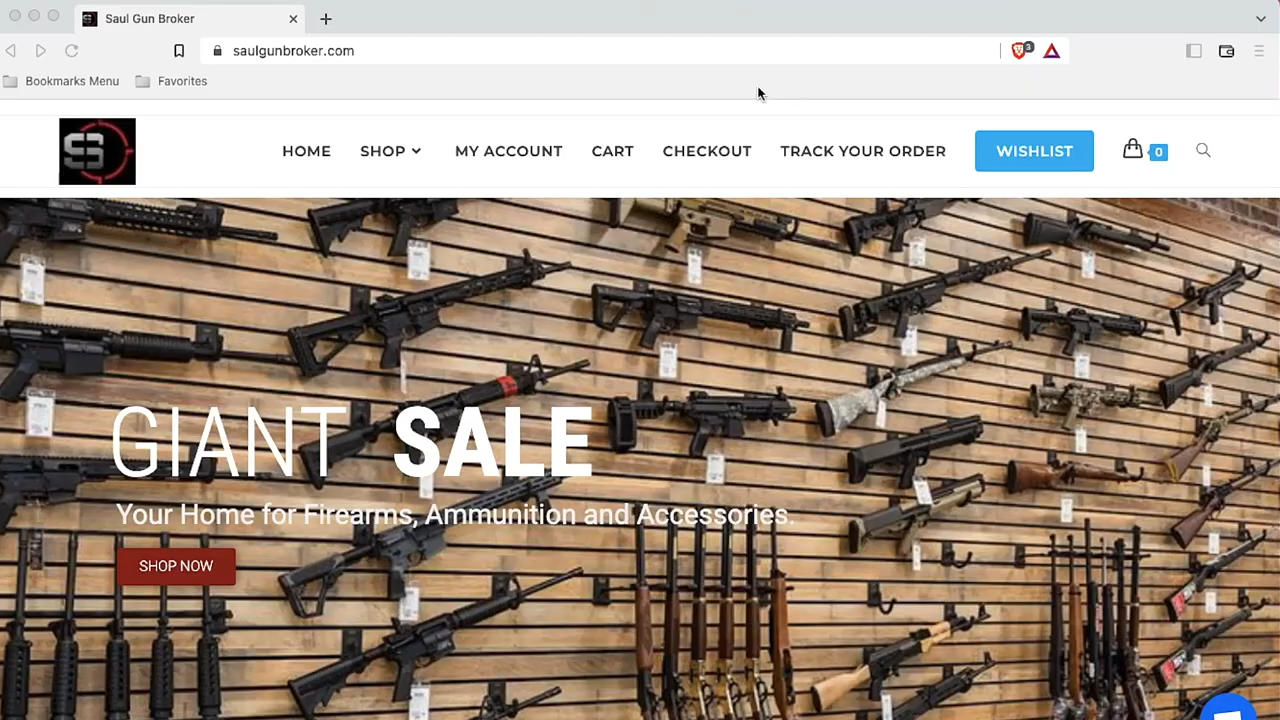 Saul Gun Broker
saulgunbroker.com
3
Bookmarks Menu
Favorites
HOME
SHOP
MY ACCOUNT
CART
CHECKOUT
TRACK YOUR ORDER
WISHLIST
0
GIANT SALE
Your Home for Firearms, Ammunition and Accessories.
SHOP NOW